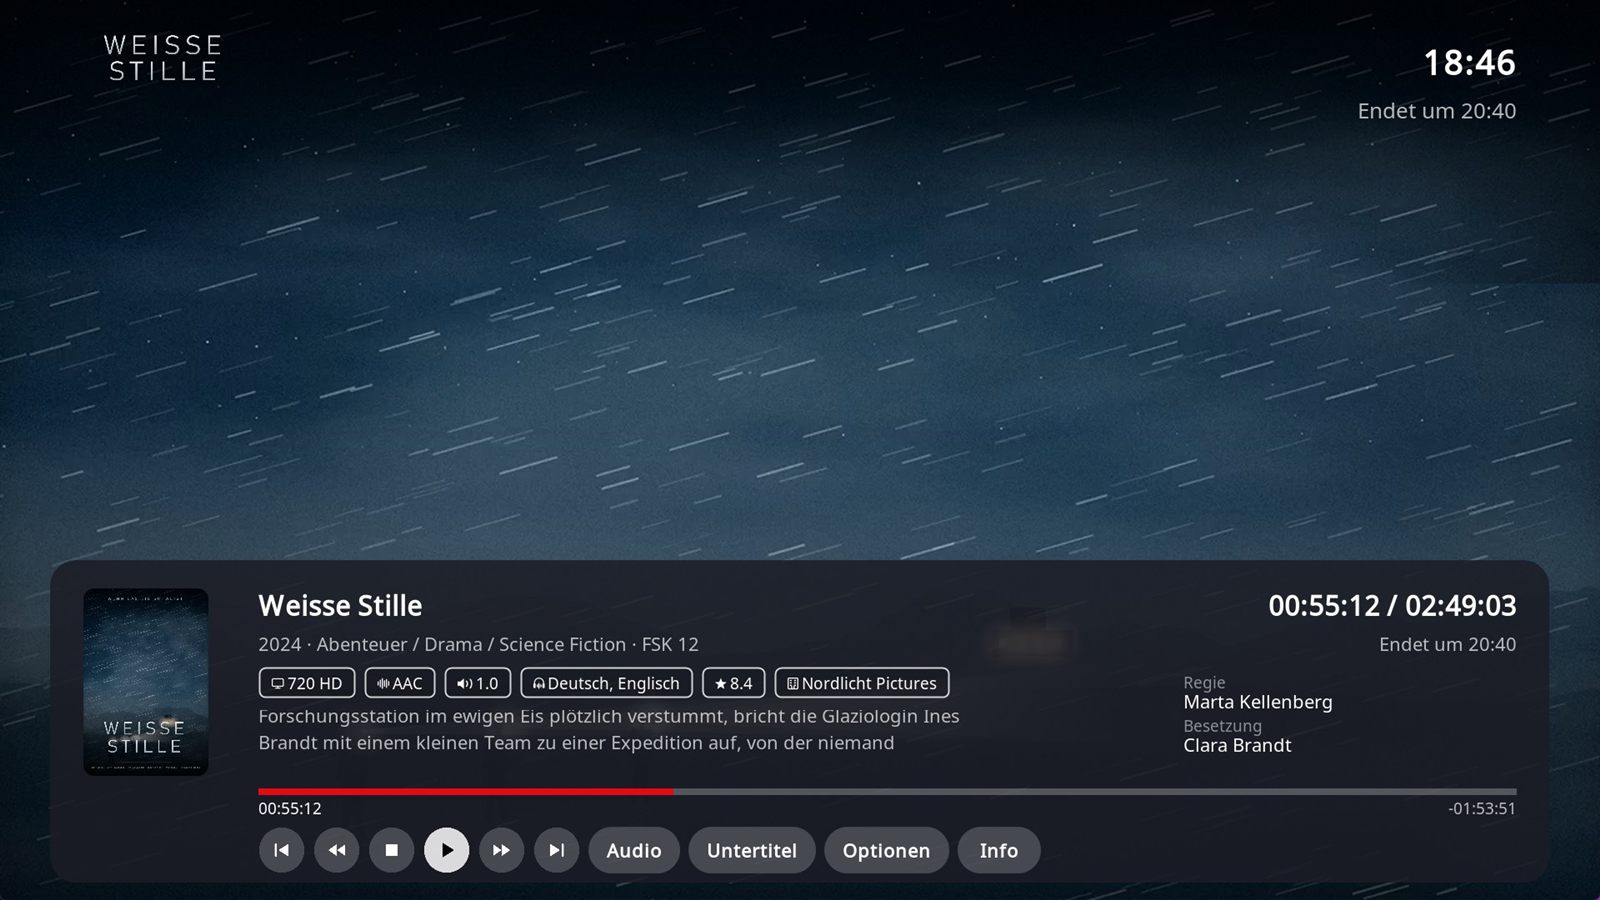 WEISSE
STILLE
18:46
Endet um 20:40
Weisse Stille
00:55:12 / 02:49:03
2024 · Abenteuer / Drama / Science Fiction · FSK 12
Endet um 20:40
720 HD AAC 1.0 Deutsch, Englisch 8.4 Nordlicht Pictures
Forschungsstation im ewigen Eis plötzlich verstummt, bricht die Glaziologin Ines
Brandt mit einem kleinen Team zu einer Expedition auf, von der niemand
Regie
Marta Kellenberg
Besetzung
Clara Brandt
WEISSE
STILLE
00:55:12
-01:53:51
Audio Untertitel Optionen Info